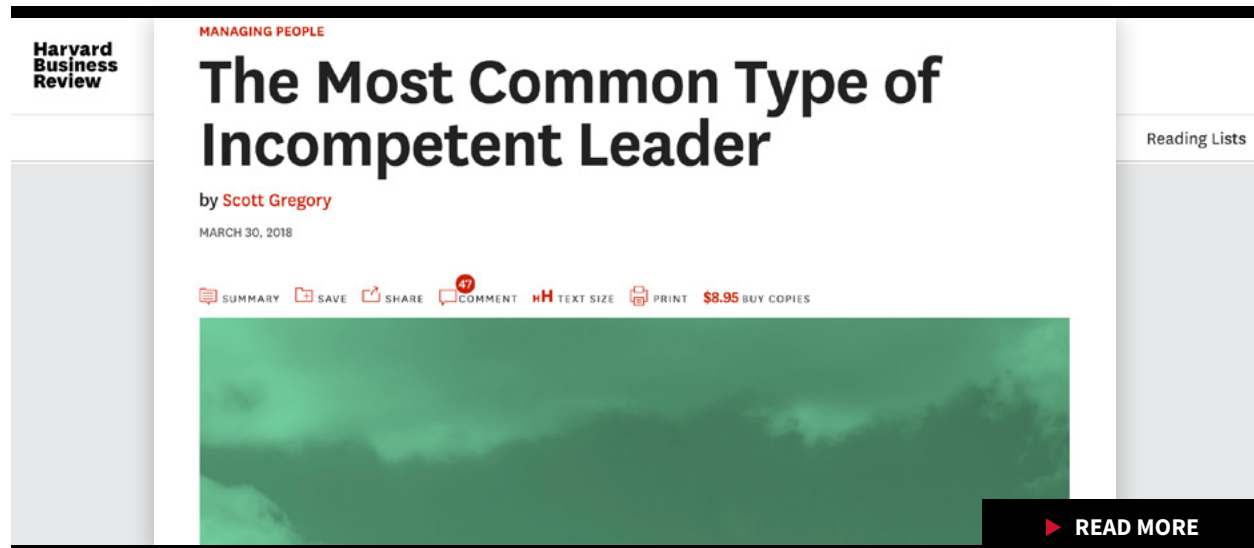 Harvard
Business
Review
MANAGING PEOPLE
The Most Common Type of
Incompetent Leader
by Scott Gregory
MARCH 30, 2018
Reading Lists
SUMMARY SAVE SHARE 47 COMMENT HH TEXT SIZE PRINT $8.95 BUY COPIES
READ MORE